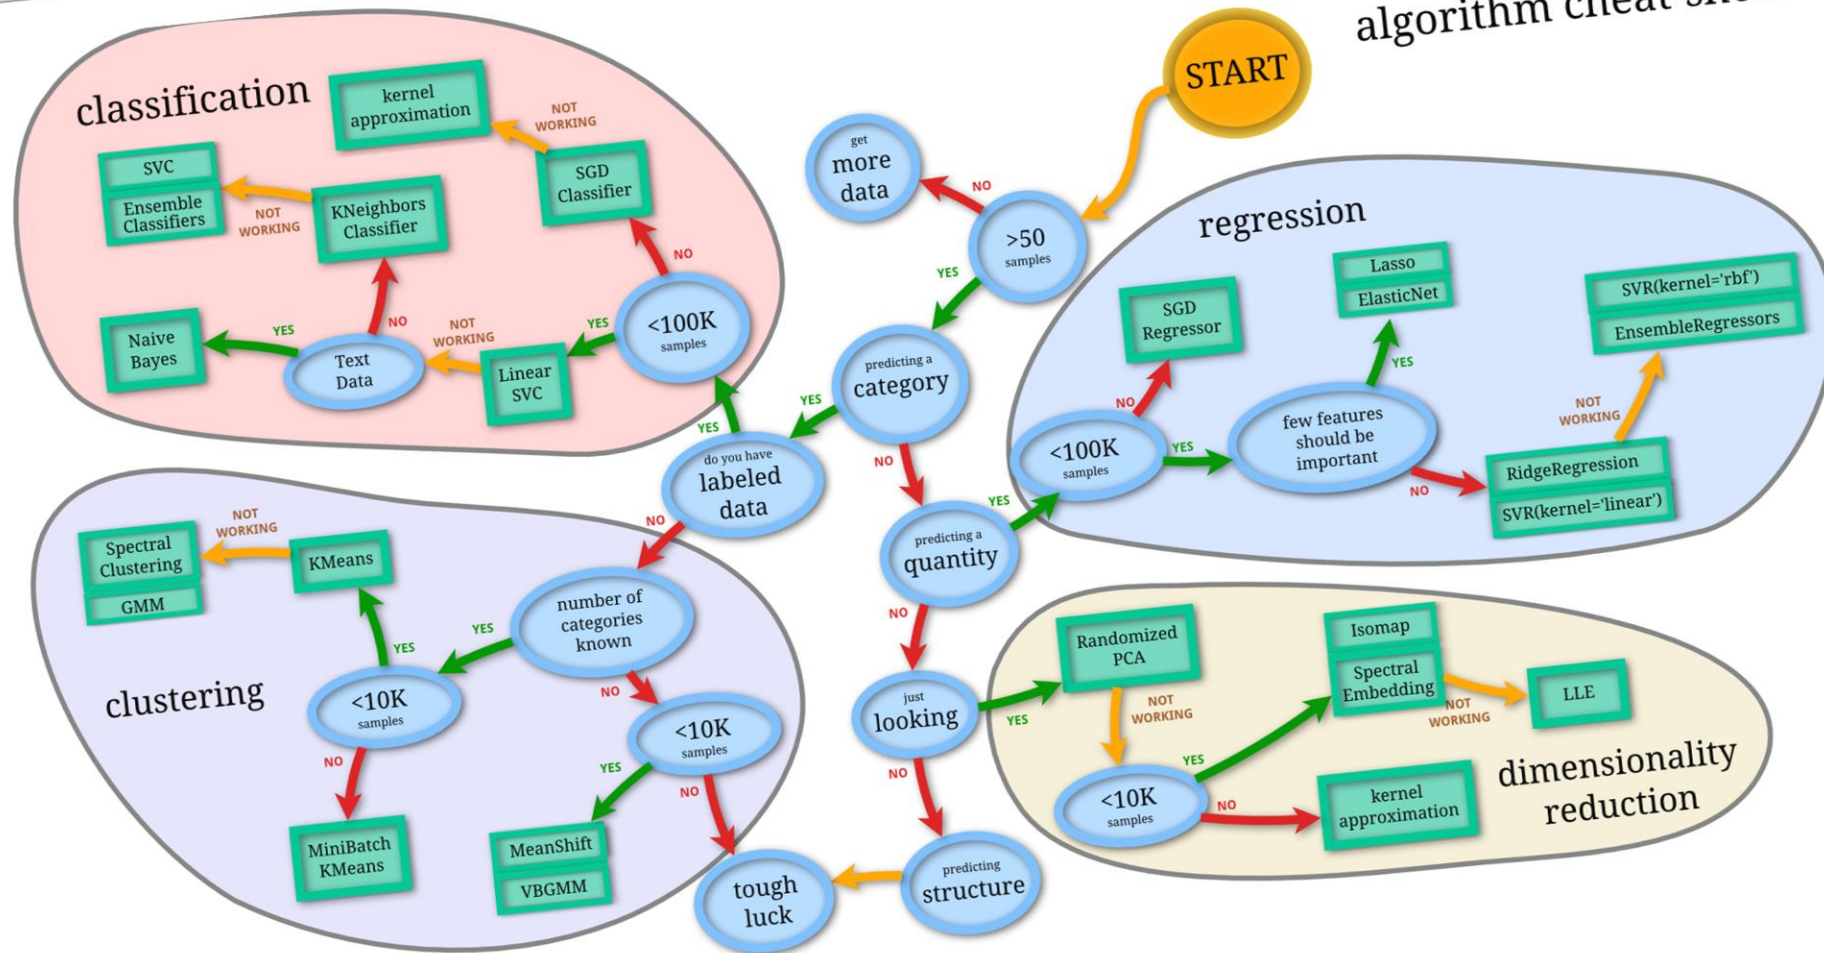 algorithm cheat
START
classification
kernel
approximation
NOT
WORKING
SVC
Ensemble
Classifiers
NOT
WORKING
KNeighbors
Classifier
SGD
Classifier
NO
<100K
samples
YES
NOT
WORKING
Linear
SVC
NO
Text
Data
YES
Naive
Bayes
get
more
data
NO
>50
samples
YES
predicting a
category
YES
NO
do you have
labeled
data
YES
NO
predicting a
quantity
YES
NO
just
looking
YES
NO
predicting
structure
tough
luck
regression
SGD
Regressor
Lasso
ElasticNet
SVR(kernel='rbf')
EnsembleRegressors
NO
<100K
samples
YES
few features
should be
important
YES
NO
NOT
WORKING
RidgeRegression
SVR(kernel='linear')
clustering
Spectral
Clustering
GMM
NOT
WORKING
KMeans
YES
number of
categories
known
YES
NO
<10K
samples
NO
MiniBatch
KMeans
<10K
samples
YES
NO
MeanShift
VBGMM
dimensionality
reduction
Randomized
PCA
NOT
WORKING
<10K
samples
YES
NO
Isomap
Spectral
Embedding
NOT
WORKING
LLE
kernel
approximation